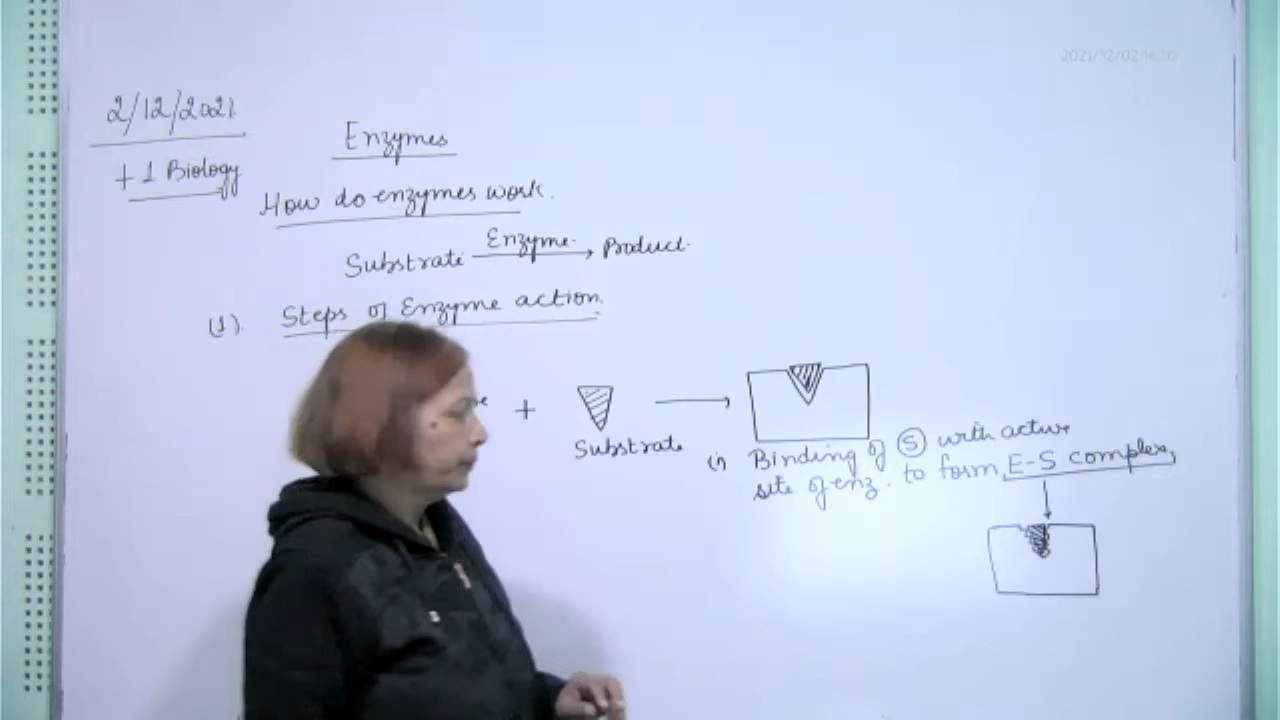 2/12/2021
+1 Biology
Enzymes
How do enzymes work.
Substrate Enzyme Product
(1). Steps of Enzyme action.
+
Substrate
(i) Binding of (S) with active
site of enz. to form E-S complex,